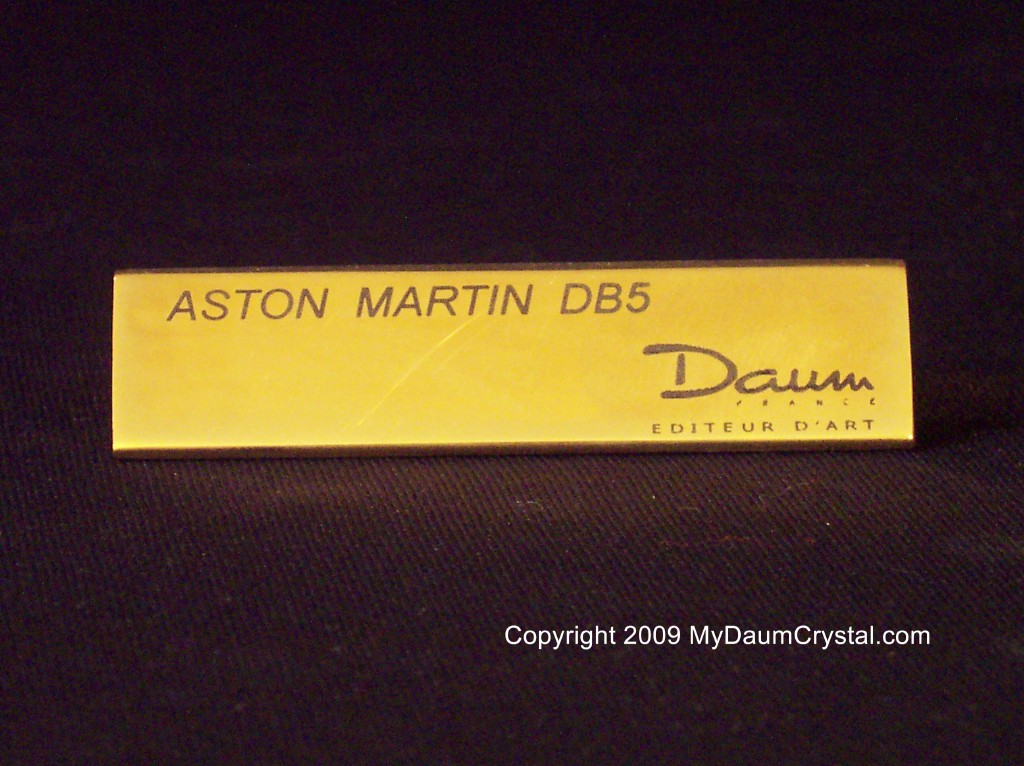 ASTON MARTIN DB5
Daum
FRANCE
EDITEUR D'ART
Copyright 2009 MyDaumCrystal.com